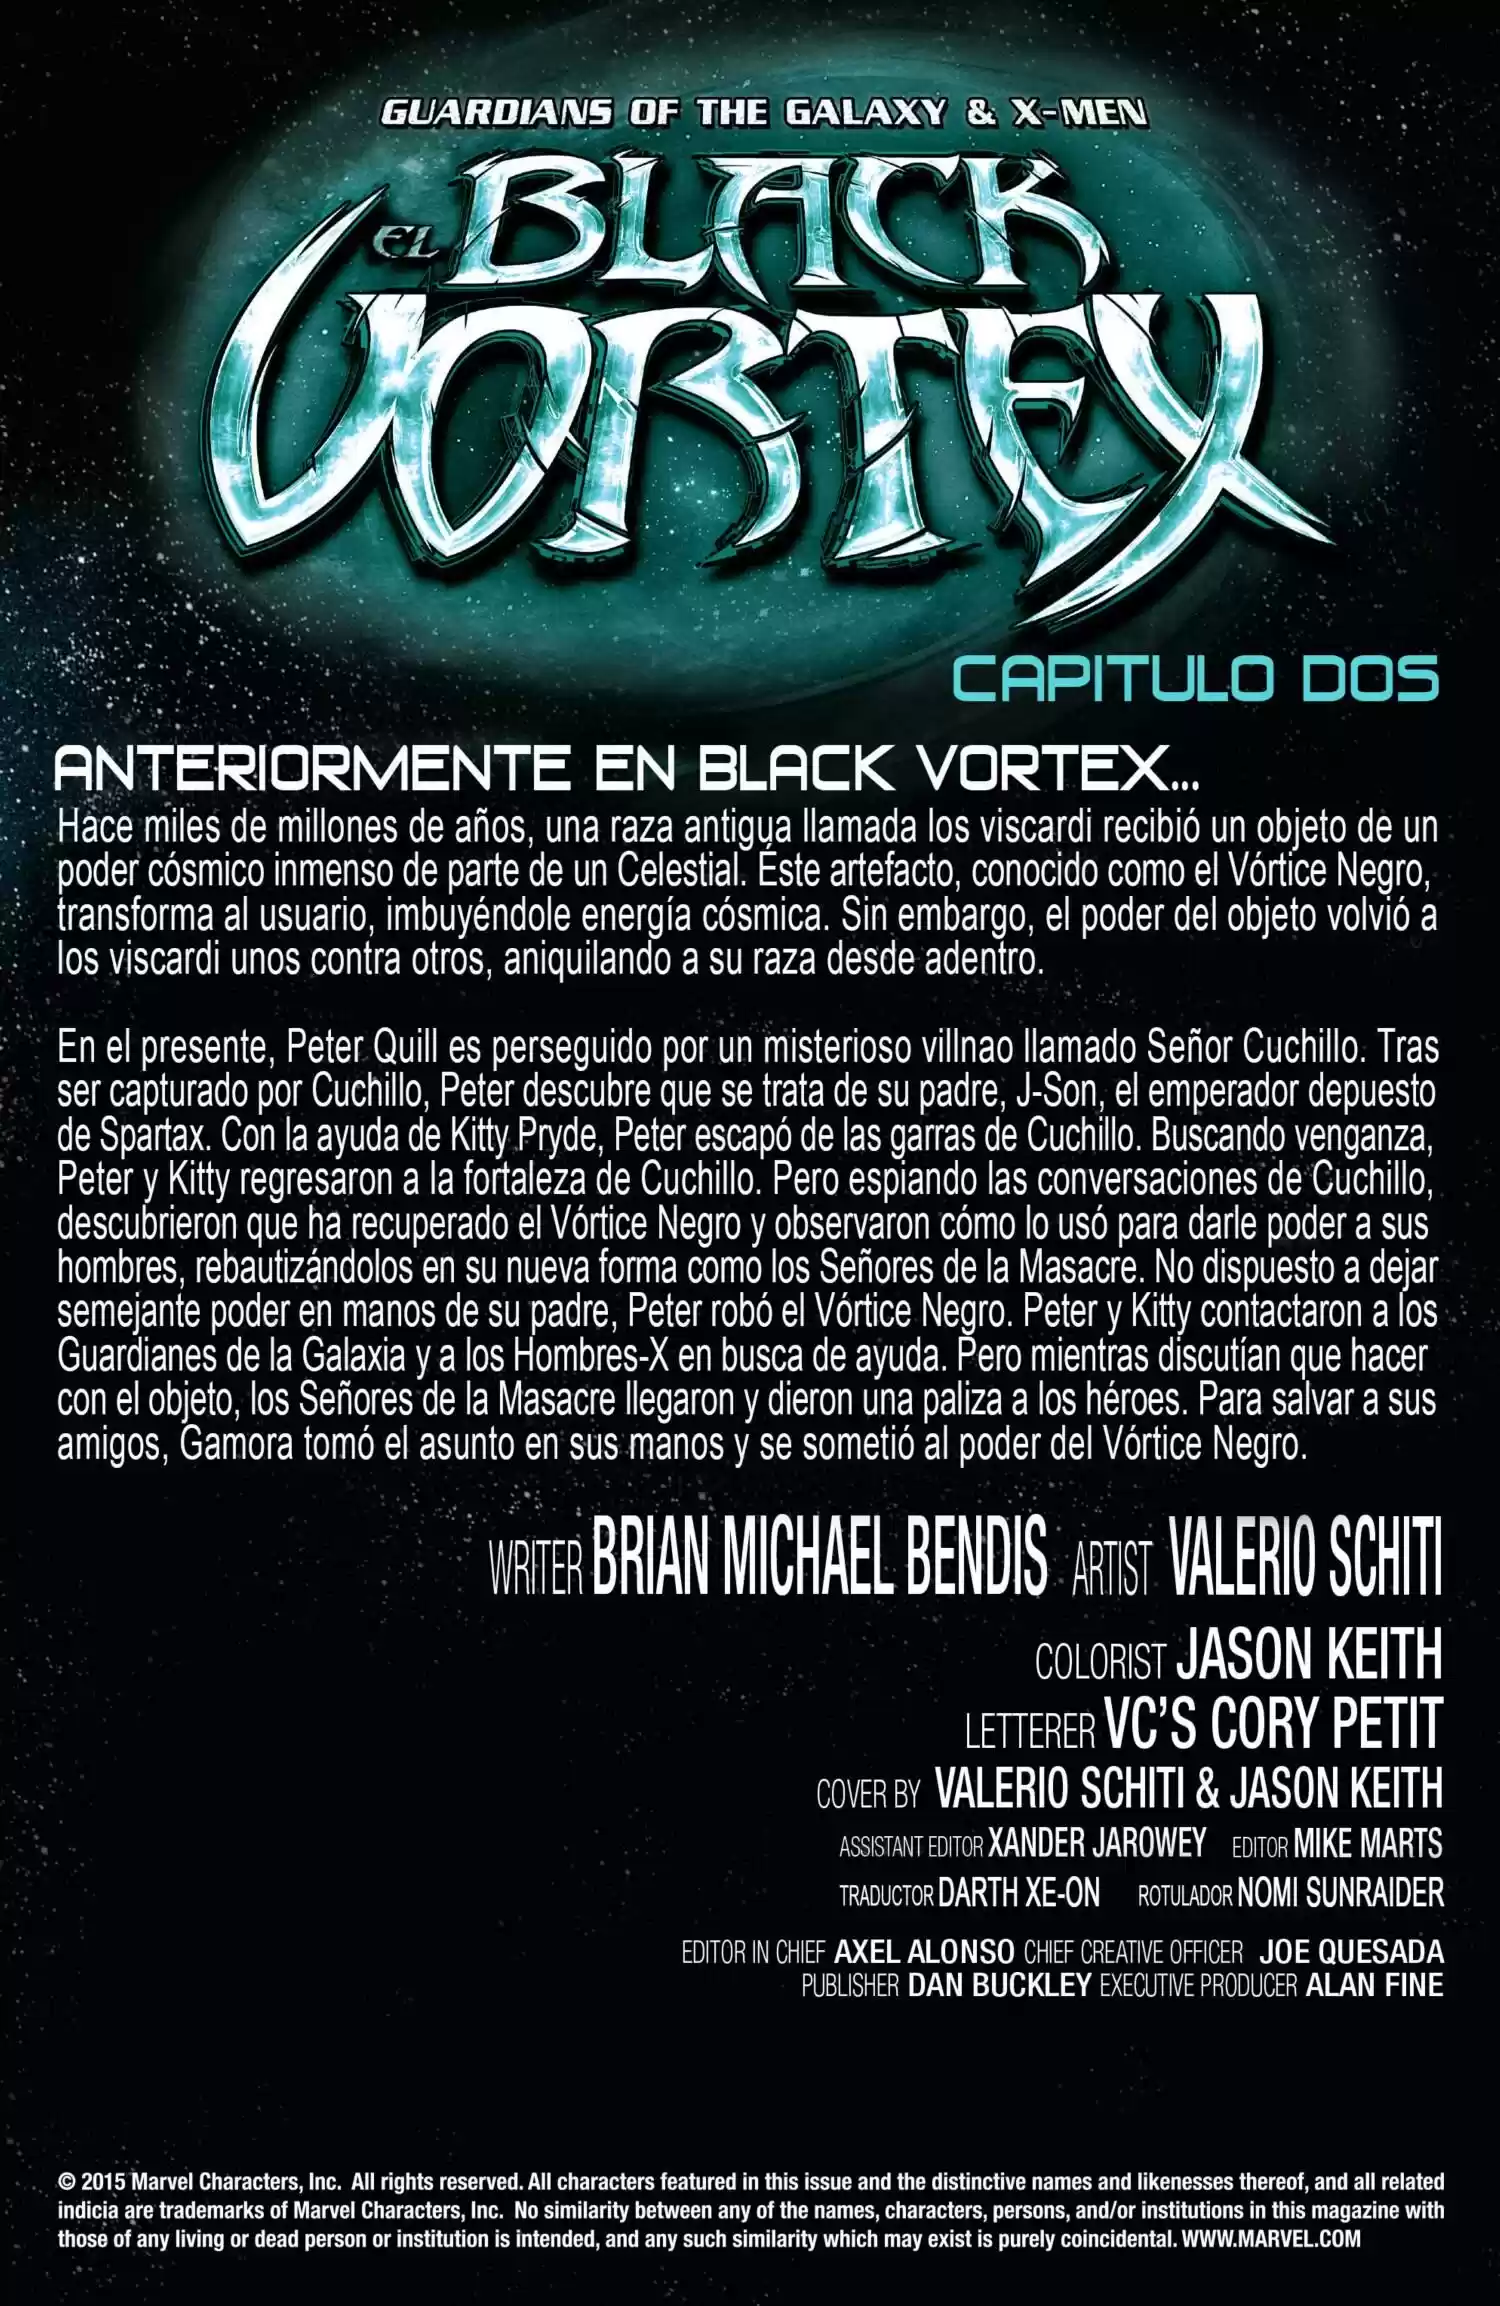 GUARDIANS OF THE GALAXY & X-MEN
EL BLACK
VORTEX
CAPITULO DOS
ANTERIORMENTE EN BLACK VORTEX...
Hace miles de millones de años, una raza antigua llamada los viscardi recibió un objeto de un
poder cósmico inmenso de parte de un Celestial. Éste artefacto, conocido como el Vórtice Negro,
transforma al usuario, imbuyéndole energía cósmica. Sin embargo, el poder del objeto volvió a
los viscardi unos contra otros, aniquilando a su raza desde adentro.
En el presente, Peter Quill es perseguido por un misterioso villnao llamado Señor Cuchillo. Tras
ser capturado por Cuchillo, Peter descubre que se trata de su padre, J-Son, el emperador depuesto
de Spartax. Con la ayuda de Kitty Pryde, Peter escapó de las garras de Cuchillo. Buscando venganza,
Peter y Kitty regresaron a la fortaleza de Cuchillo. Pero espiando las conversaciones de Cuchillo,
descubrieron que ha recuperado el Vórtice Negro y observaron cómo lo usó para darle poder a sus
hombres, rebautizándolos en su nueva forma como los Señores de la Masacre. No dispuesto a dejar
semejante poder en manos de su padre, Peter robó el Vórtice Negro. Peter y Kitty contactaron a los
Guardianes de la Galaxia y a los Hombres-X en busca de ayuda. Pero mientras discutían que hacer
con el objeto, los Señores de la Masacre llegaron y dieron una paliza a los héroes. Para salvar a sus
amigos, Gamora tomó el asunto en sus manos y se sometió al poder del Vórtice Negro.
WRITER BRIAN MICHAEL BENDIS ARTIST VALERIO SCHITI
COLORIST JASON KEITH
LETTERER VC'S CORY PETIT
COVER BY VALERIO SCHITI & JASON KEITH
ASSISTANT EDITOR XANDER JAROWEY EDITOR MIKE MARTS
TRADUCTOR DARTH XE-ON ROTULADOR NOMI SUNRAIDER
EDITOR IN CHIEF AXEL ALONSO CHIEF CREATIVE OFFICER JOE QUESADA
PUBLISHER DAN BUCKLEY EXECUTIVE PRODUCER ALAN FINE
© 2015 Marvel Characters, Inc. All rights reserved. All characters featured in this issue and the distinctive names and likenesses thereof, and all related
indicia are trademarks of Marvel Characters, Inc. No similarity between any of the names, characters, persons, and/or institutions in this magazine with
those of any living or dead person or institution is intended, and any such similarity which may exist is purely coincidental. WWW.MARVEL.COM